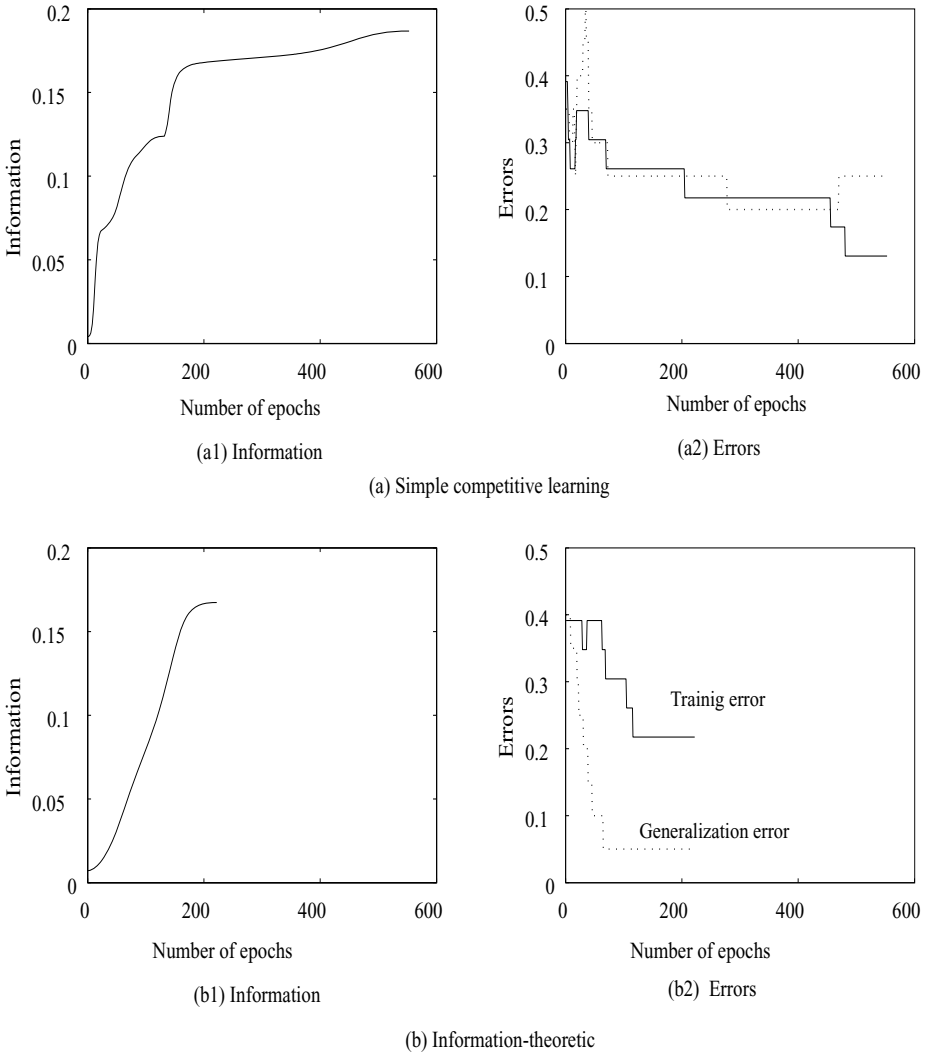 0.2
0.15
0.1
0.05
0
Information
0
200
400
600
Number of epochs
(a1) Information
0.5
0.4
0.3
0.2
0.1
0
Errors
0
200
400
600
Number of epochs
(a2) Errors
(a) Simple competitive learning
0.2
0.15
0.1
0.05
0
Information
0
200
400
600
Number of epochs
(b1) Information
0.5
0.4
0.3
0.2
0.1
0
Errors
Trainig error
Generalization error
0
200
400
600
Number of epochs
(b2) Errors
(b) Information-theoretic